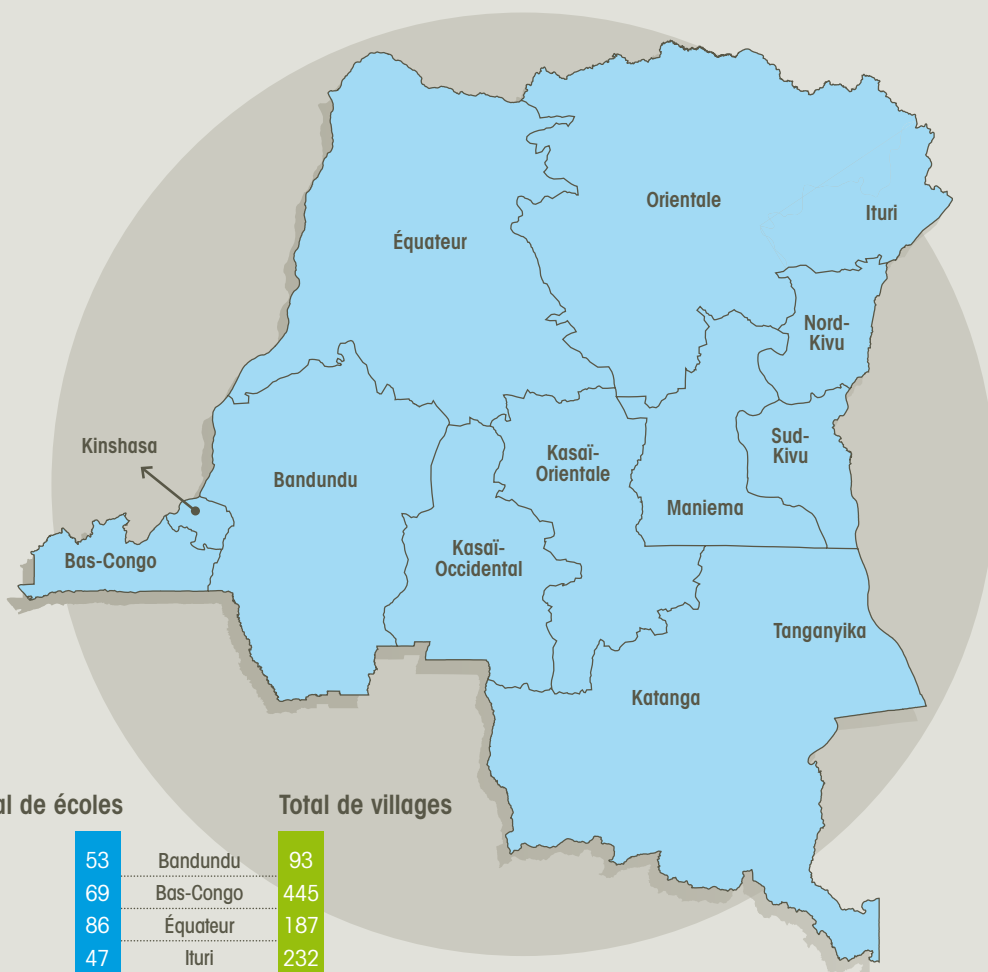 Orientale
Ituri
Équateur
Nord-
Kivu
Kinshasa
Sud-
Kivu
Kasaï-
Orientale
Bandundu
Maniema
Kasaï-
Occidental
Bas-Congo
Tanganyika
Katanga
de écoles Total de villages
53 Bandundu 93
69 Bas-Congo 445
86 Équateur 187
47 Ituri 232